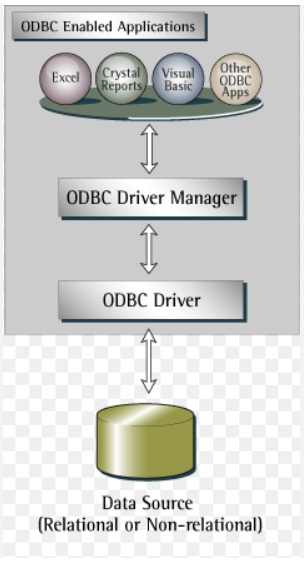 ODBC Enabled Applications
Excel
Crystal
Reports
Visual
Basic
Other
ODBC
Apps
ODBC Driver Manager
ODBC Driver
Data Source
(Relational or Non-relational)